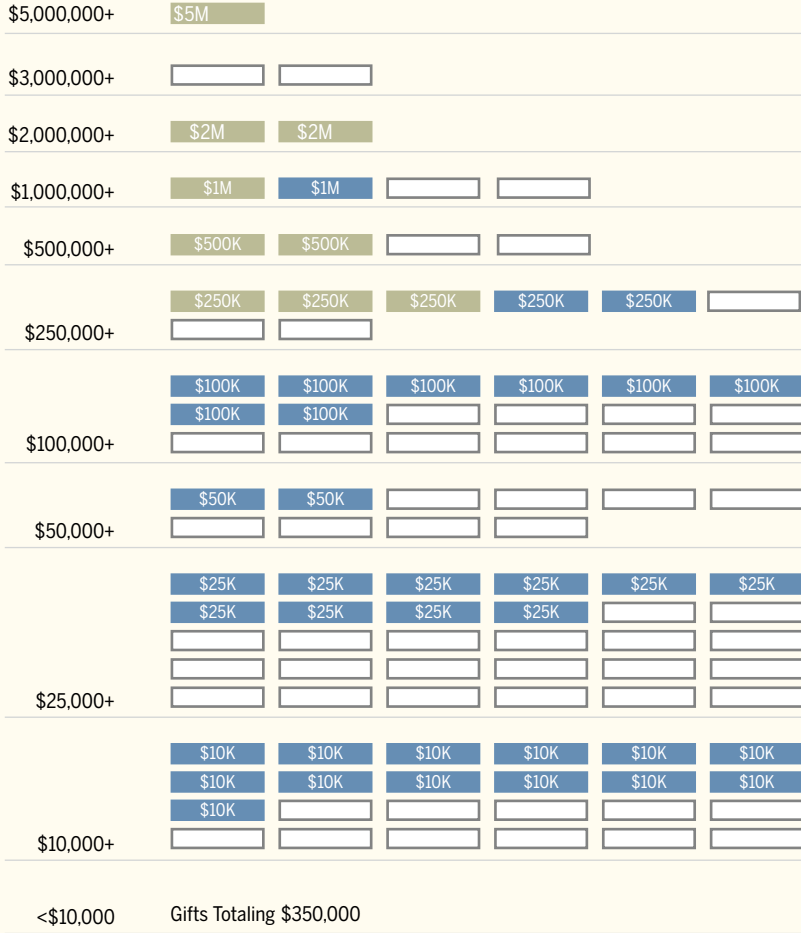 $5,000,000+ $5M
$3,000,000+
$2,000,000+ $2M $2M
$1,000,000+ $1M $1M
$500,000+ $500K $500K
$250K $250K $250K $250K $250K
$250,000+
$100K $100K $100K $100K $100K $100K
$100K $100K
$100,000+
$50K $50K
$50,000+
$25K $25K $25K $25K $25K $25K
$25K $25K $25K $25K
$25,000+
$10K $10K $10K $10K $10K $10K
$10K $10K $10K $10K $10K $10K
$10K
$10,000+
<$10,000 Gifts Totaling $350,000